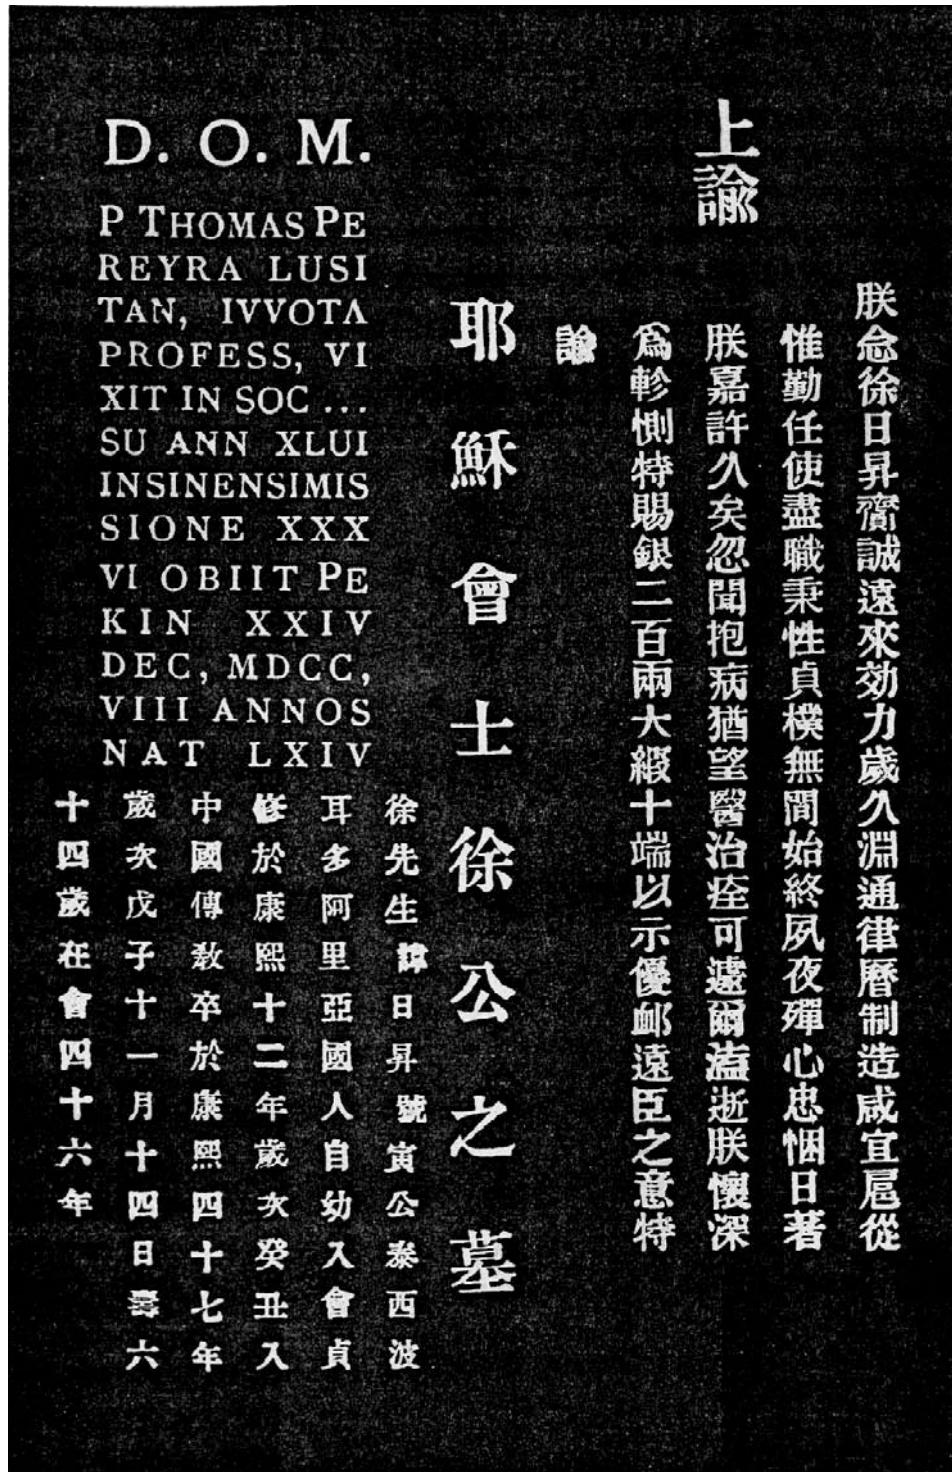 上諭
朕念徐日昇賫誠遠來効力歲久淵通律曆制造咸宜扈從
惟勤任使盡職秉性貞樸無間始終夙夜殫心忠悃日著
朕嘉許久矣忽聞抱病猶望醫治痊可遽爾溘逝朕懷深
爲軫惻特賜銀二百兩大緞十端以示優卹遠臣之意特
諭
耶穌會士徐公之墓
D. O. M.
P THOMAS PE
REYRA LUSI
TAN, IVVOTA
PROFESS, VI
XIT IN SOC ...
SU ANN XLUI
INSINENSIMIS
SIONE XXX
VI OBIIT PE
KIN XXIV
DEC, MDCC,
VIII ANNOS
NAT LXIV
徐先生諱日昇號寅公泰西波
耳多阿里亞國人自幼入會貞
修於康熙十二年歲次癸丑入
中國傳敎卒於康熙四十七年
歲次戊子十一月十四日壽六
十四歲在會四十六年